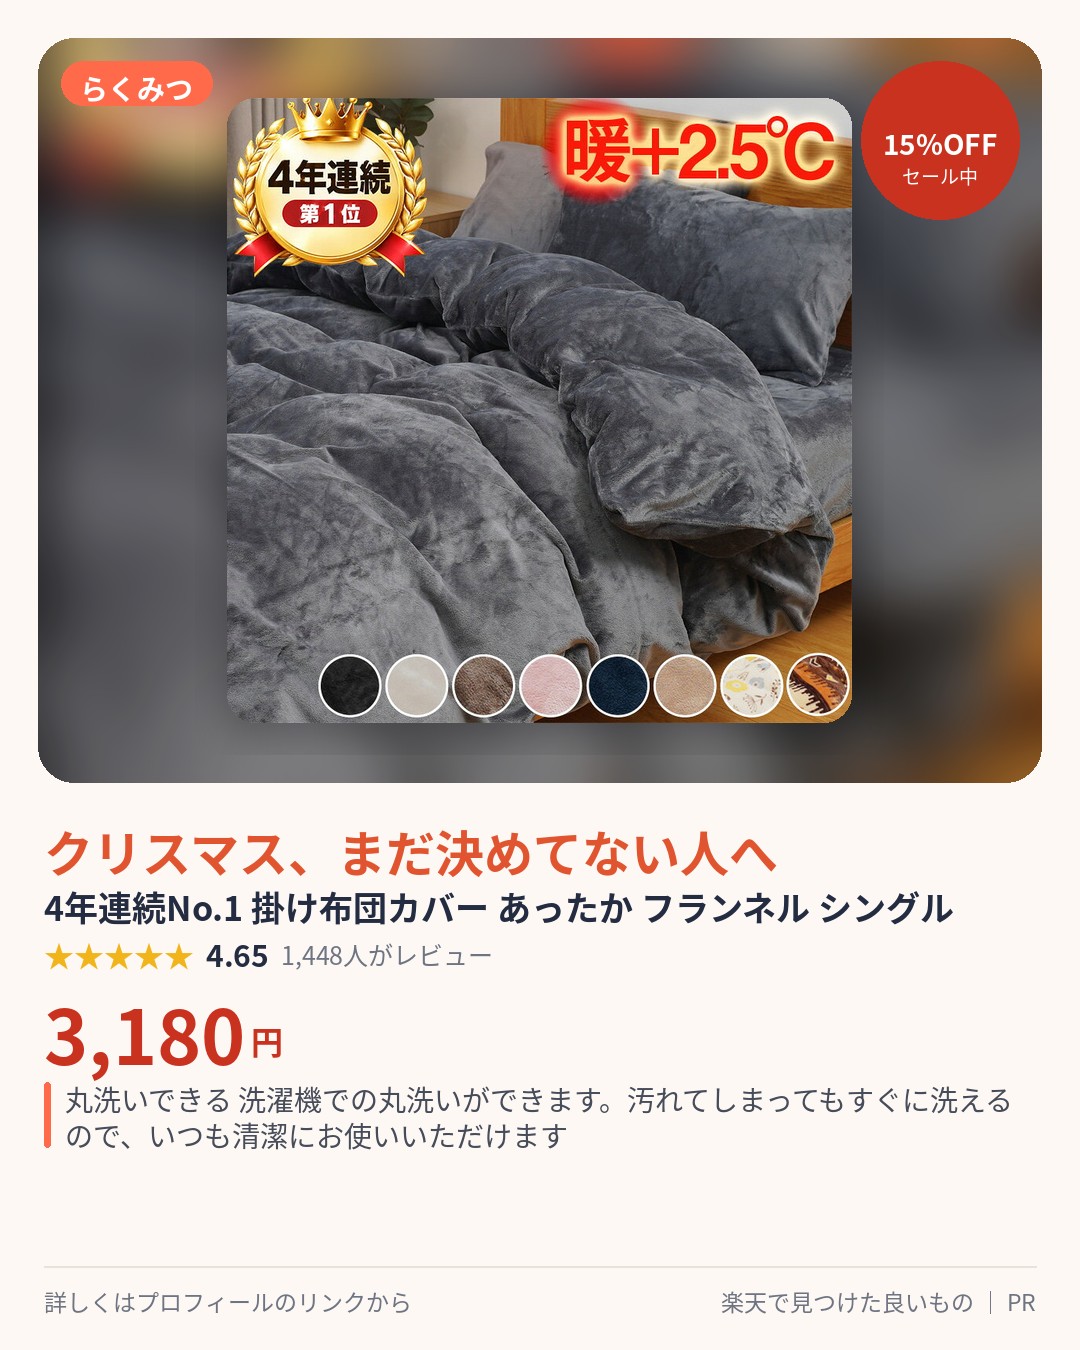 らくみつ
4年連続
第1位
暖+2.5℃
15%OFF
セール中
クリスマス、まだ決めてない人へ
4年連続No.1 掛け布団カバー あったか フランネル シングル
★★★★★ 4.65 1,448人がレビュー
3,180円
丸洗いできる 洗濯機での丸洗いができます。汚れてしまってもすぐに洗える
ので、いつも清潔にお使いいただけます
詳しくはプロフィールのリンクから
楽天で見つけた良いもの｜PR